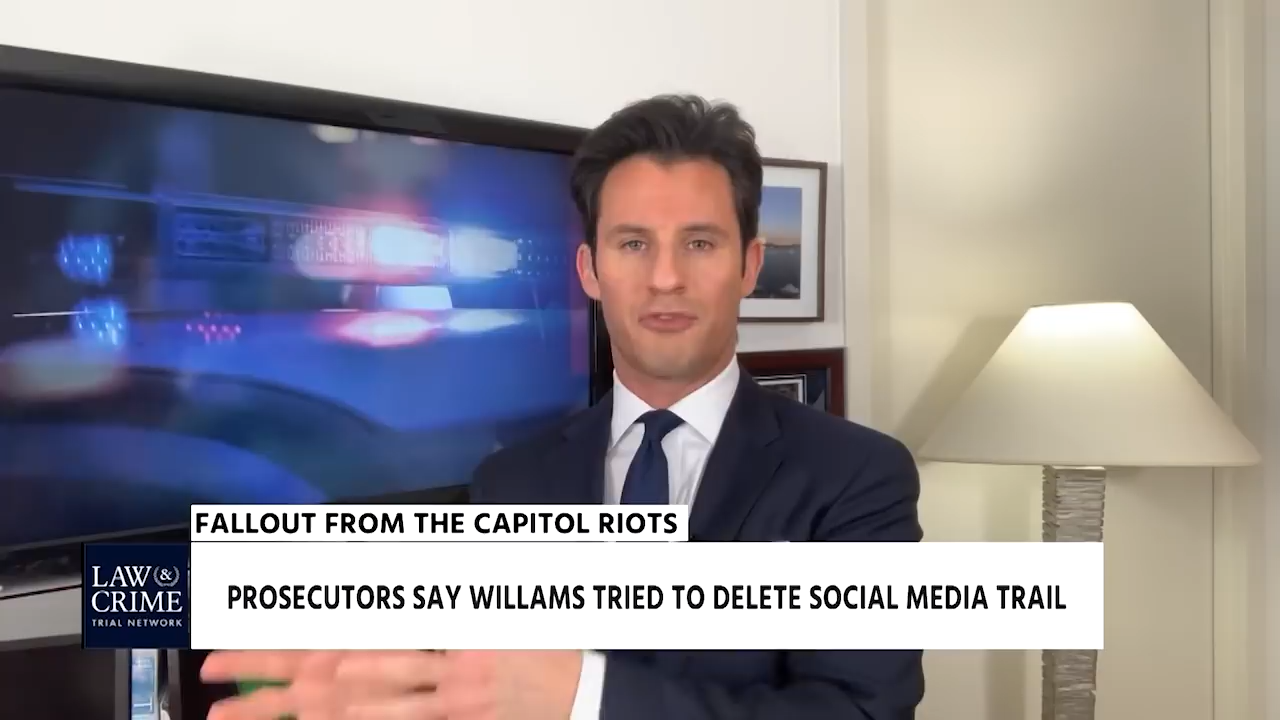 FALLOUT FROM THE CAPITOL RIOTS
LAW &
CRIME
TRIAL NETWORK
PROSECUTORS SAY WILLAMS TRIED TO DELETE SOCIAL MEDIA TRAIL